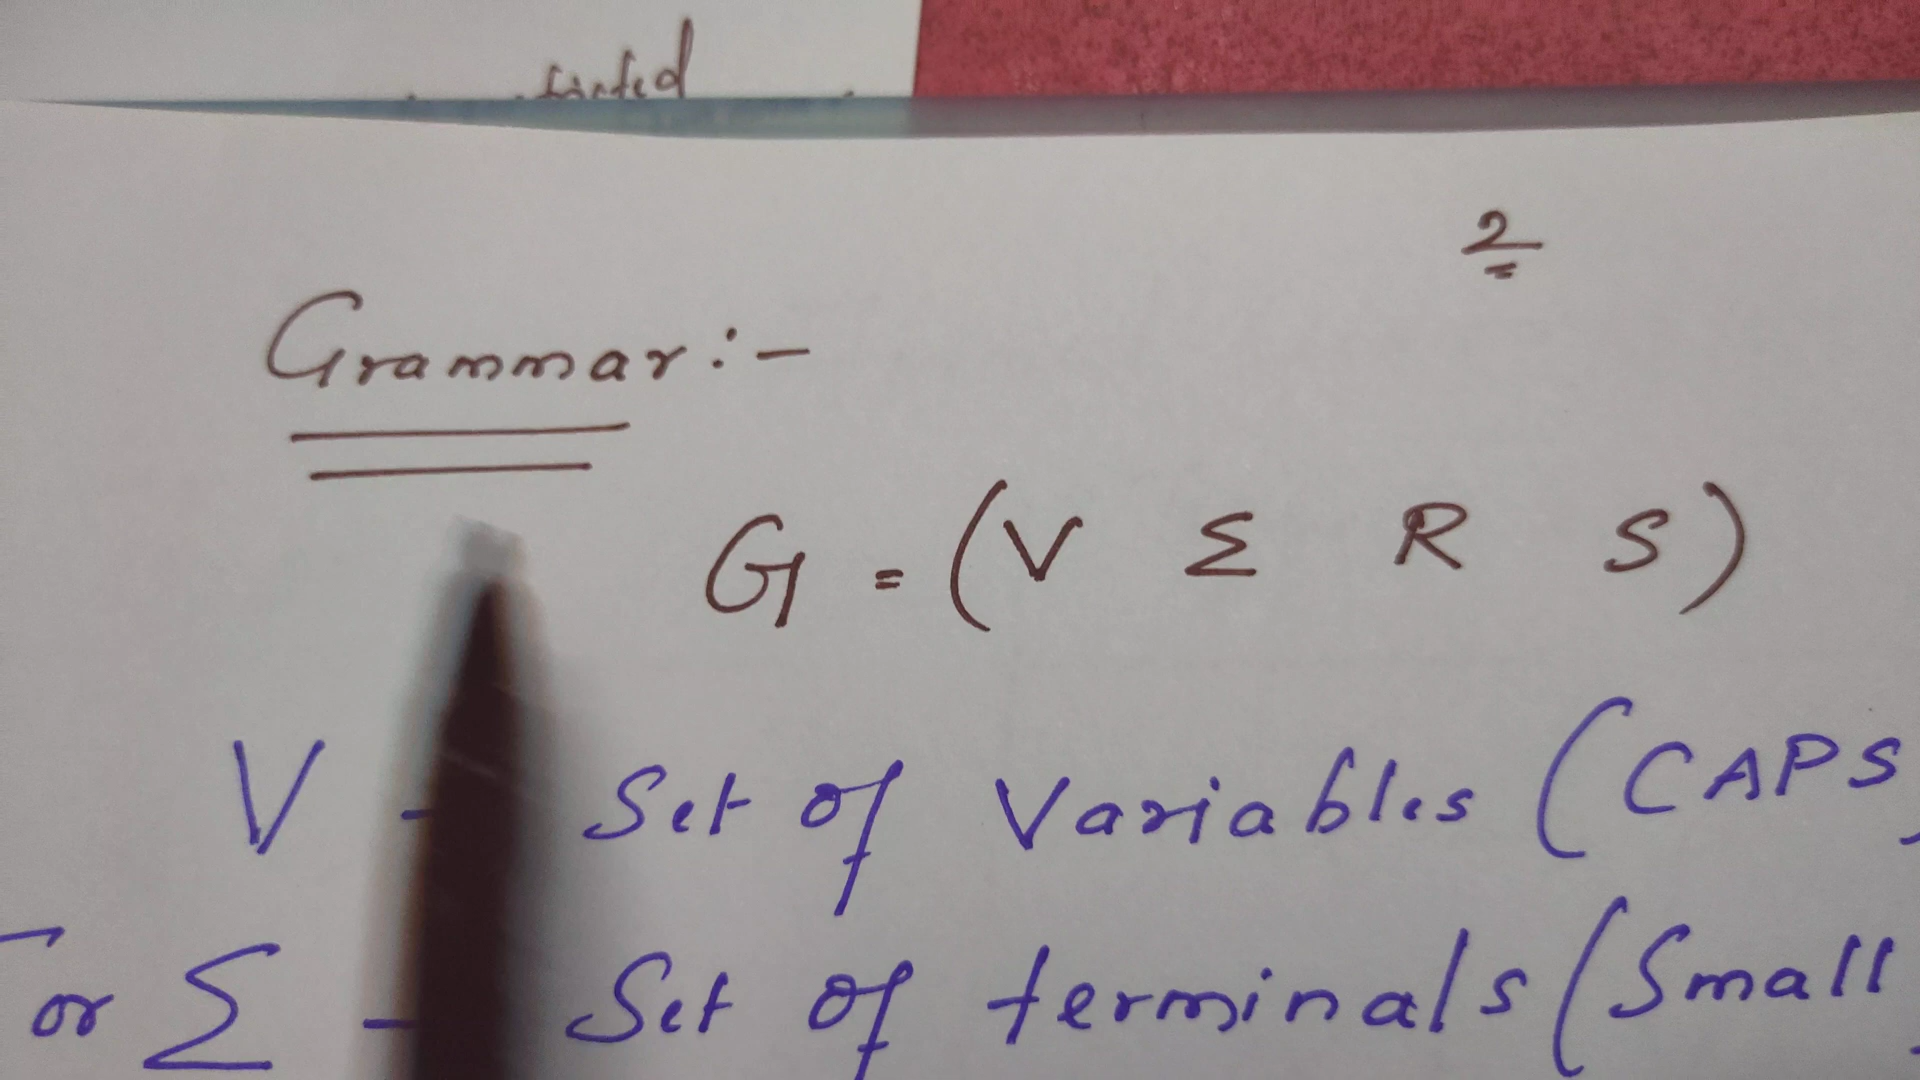 2
Grammar:-
G = (V Σ R S)
V - Set of Variables (CAPS
T or Σ - Set of terminals (Small